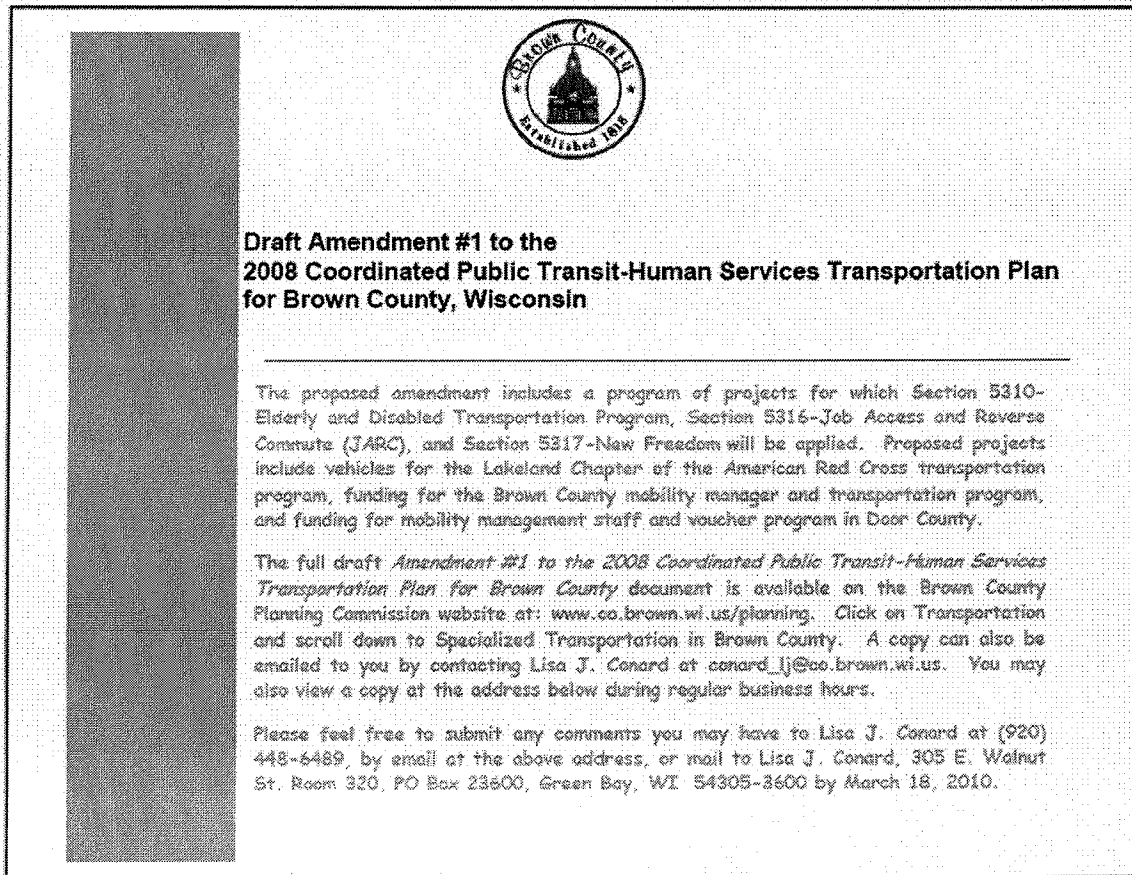 Brown County
Established 1818
Draft Amendment #1 to the
2008 Coordinated Public Transit-Human Services Transportation Plan
for Brown County, Wisconsin
The proposed amendment includes a program of projects for which Section 5310-
Elderly and Disabled Transportation Program, Section 5316-Job Access and Reverse
Commute (JARC), and Section 5317-New Freedom will be applied. Proposed projects
include vehicles for the Lakeland Chapter of the American Red Cross transportation
program, funding for the Brown County mobility manager and transportation program,
and funding for mobility management staff and voucher program in Door County.
The full draft Amendment #1 to the 2008 Coordinated Public Transit-Human Services
Transportation Plan for Brown County document is available on the Brown County
Planning Commission website at: www.co.brown.wi.us/planning. Click on Transportation
and scroll down to Specialized Transportation in Brown County. A copy can also be
emailed to you by contacting Lisa J. Conard at conard_lj@co.brown.wi.us. You may
also view a copy at the address below during regular business hours.
Please feel free to submit any comments you may have to Lisa J. Conard at (920)
448-6489, by email at the above address, or mail to Lisa J. Conard, 305 E. Walnut
St. Room 320, PO Box 23600, Green Bay, WI 54305-3600 by March 18, 2010.